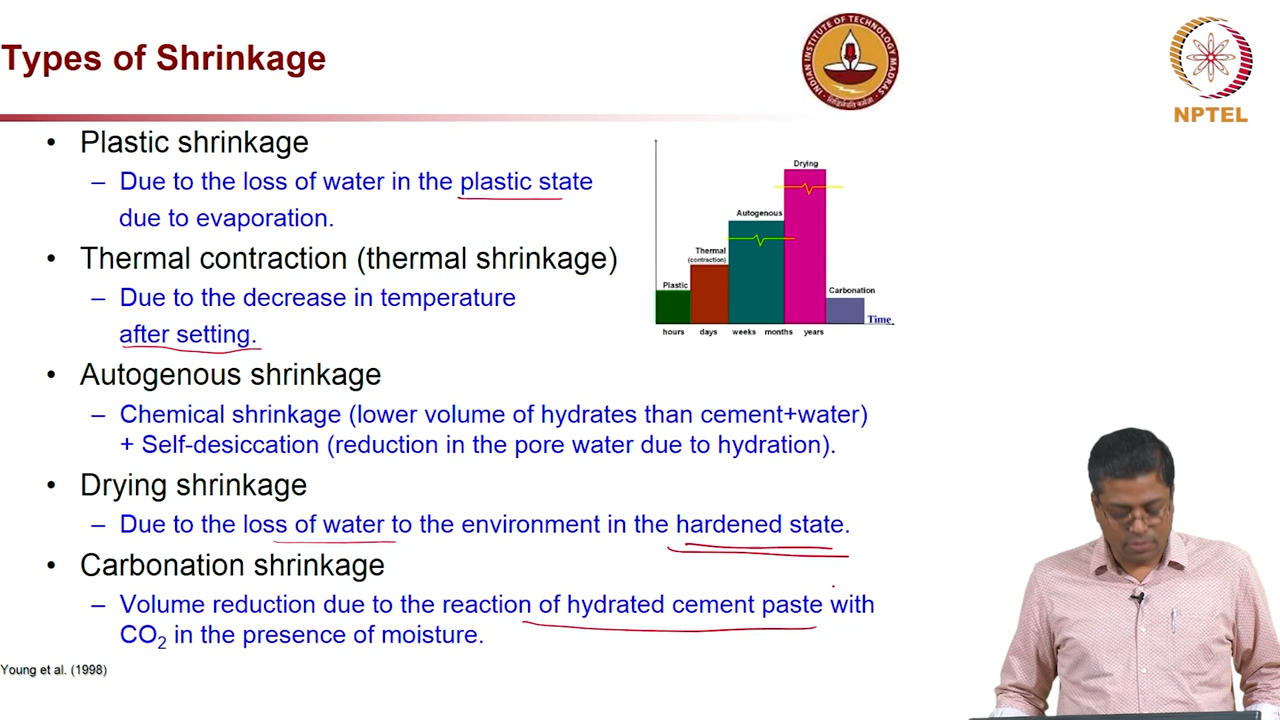 Types of Shrinkage
INDIAN INSTITUTE OF TECHNOLOGY MADRAS
NPTEL
• Plastic shrinkage
– Due to the loss of water in the plastic state
due to evaporation.
• Thermal contraction (thermal shrinkage)
– Due to the decrease in temperature
after setting.
• Autogenous shrinkage
– Chemical shrinkage (lower volume of hydrates than cement+water)
+ Self-desiccation (reduction in the pore water due to hydration).
• Drying shrinkage
– Due to the loss of water to the environment in the hardened state.
• Carbonation shrinkage
– Volume reduction due to the reaction of hydrated cement paste with
CO2 in the presence of moisture.
Young et al. (1998)
Drying
Autogenous
Thermal
(contraction)
Plastic
Carbonation
Time
hours days weeks months years